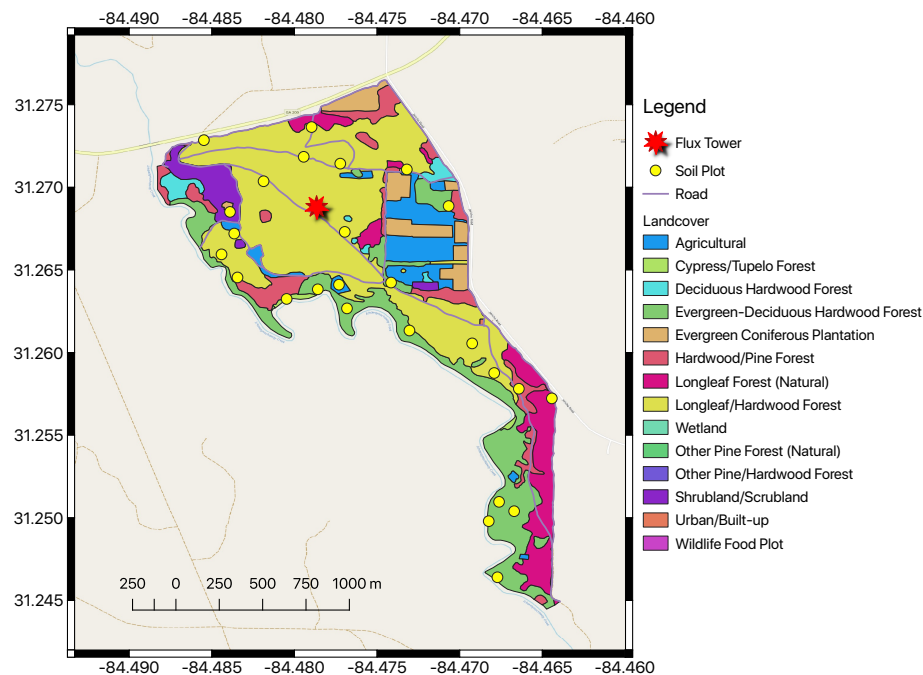 -84.490 -84.485 -84.480 -84.475 -84.470 -84.465 -84.460
31.275
31.270
31.265
31.260
31.255
31.250
31.245
250 0 250 500 750 1000 m
-84.490 -84.485 -84.480 -84.475 -84.470 -84.465 -84.460
Legend
Flux Tower
Soil Plot
Road
Landcover
Agricultural
Cypress/Tupelo Forest
Deciduous Hardwood Forest
Evergreen-Deciduous Hardwood Forest
Evergreen Coniferous Plantation
Hardwood/Pine Forest
Longleaf Forest (Natural)
Longleaf/Hardwood Forest
Wetland
Other Pine Forest (Natural)
Other Pine/Hardwood Forest
Shrubland/Scrubland
Urban/Built-up
Wildlife Food Plot